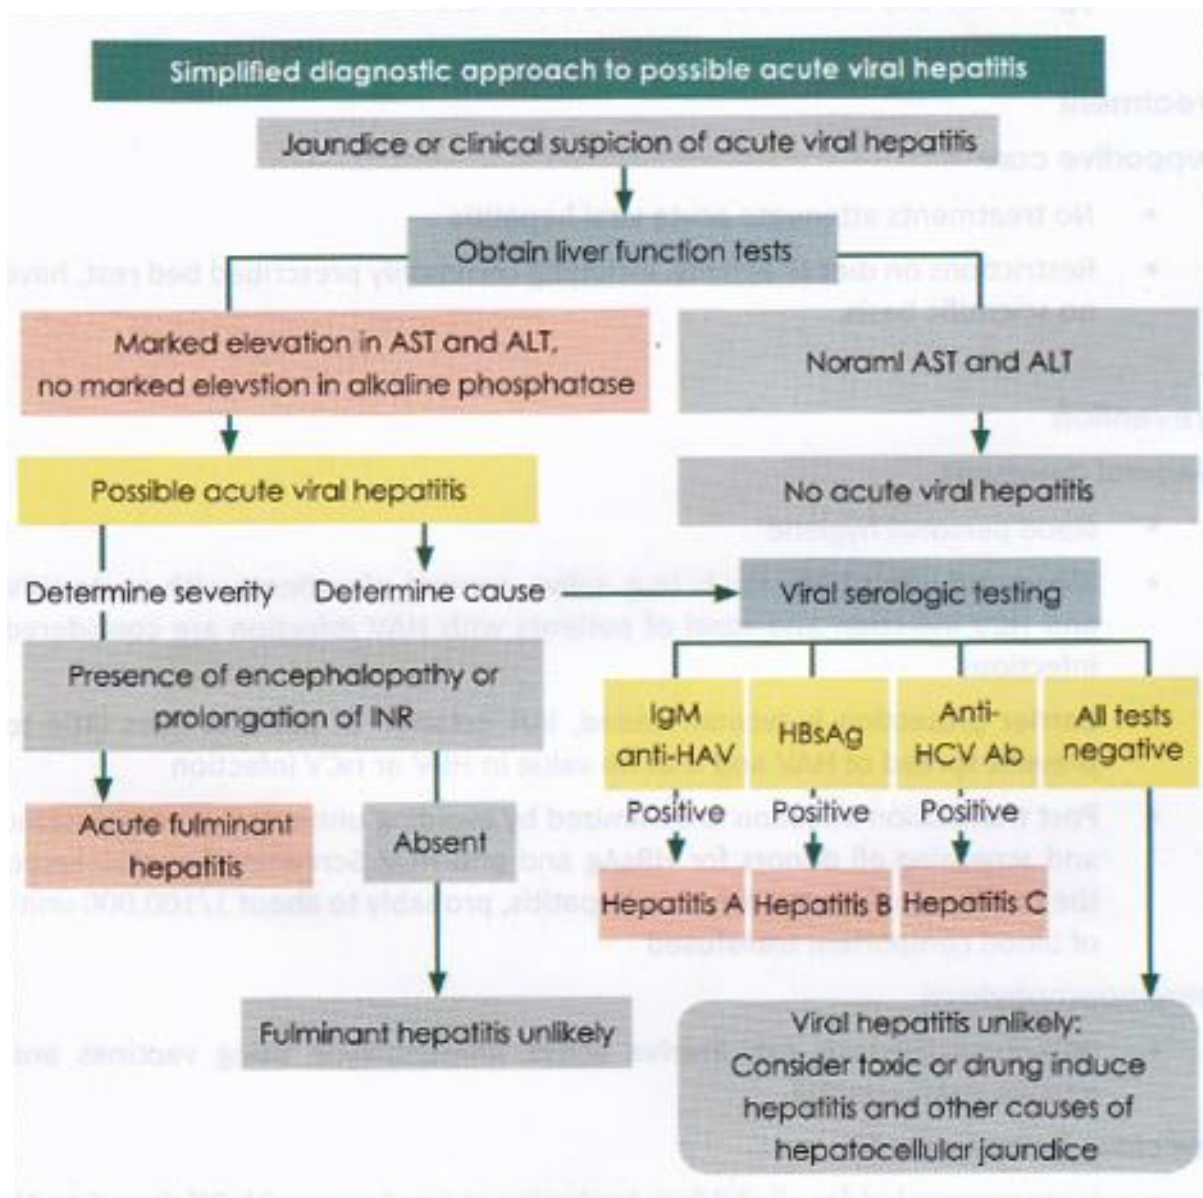 Simplified diagnostic approach to possible acute viral hepatitis
Jaundice or clinical suspicion of acute viral hepatitis
Obtain liver function tests
Marked elevation in AST and ALT,
no marked elevstion in alkaline phosphatase
Noraml AST and ALT
Possible acute viral hepatitis
No acute viral hepatitis
Determine severity
Determine cause
Viral serologic testing
Presence of encephalopathy or
prolongation of INR
IgM
anti-HAV
HBsAg
Anti-
HCV Ab
All tests
negative
Positive
Positive
Positive
Acute fulminant
hepatitis
Absent
Hepatitis A
Hepatitis B
Hepatitis C
Fulminant hepatitis unlikely
Viral hepatitis unlikely:
Consider toxic or drung induce
hepatitis and other causes of
hepatocellular jaundice